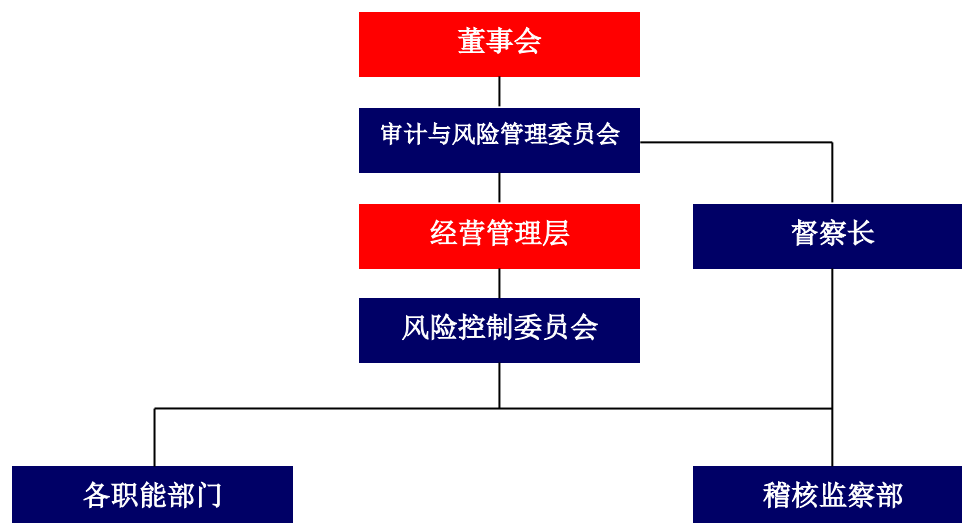 董事会
审计与风险管理委员会
经营管理层
督察长
风险控制委员会
各职能部门
稽核监察部